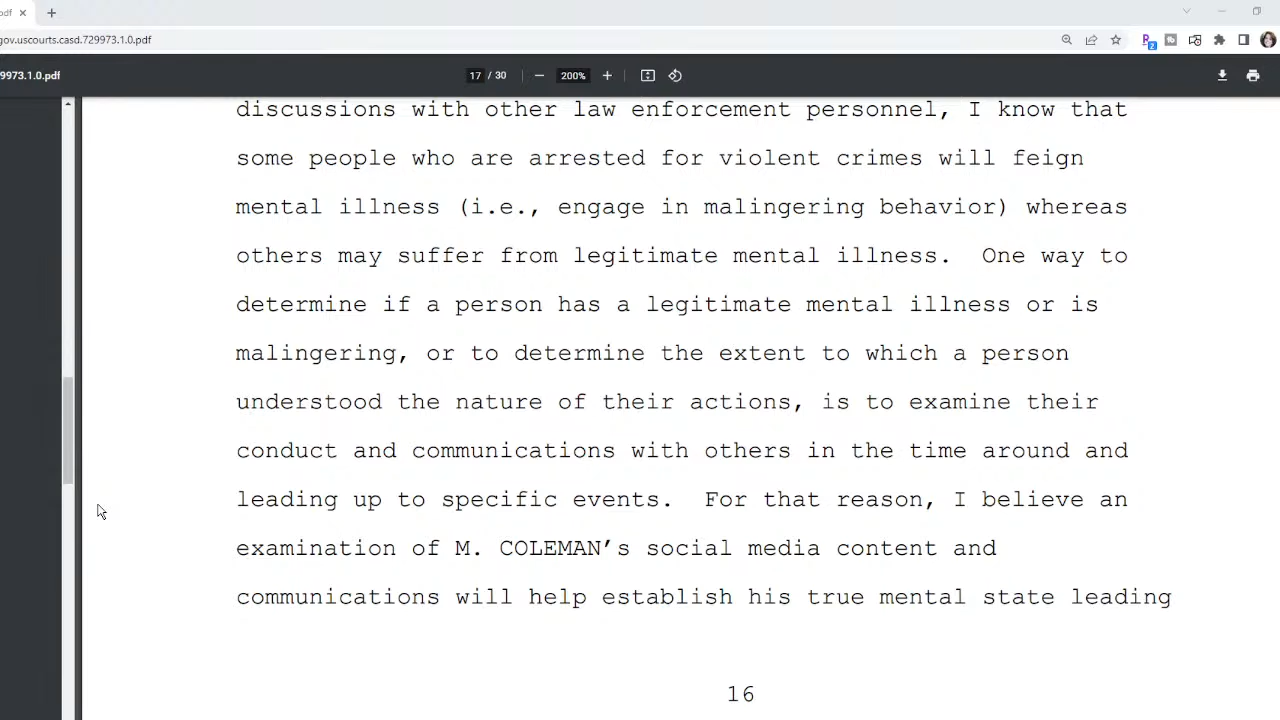 pdf
gov.uscourts.casd.729973.1.0.pdf
2
973.1.0.pdf
17 / 30
200%
discussions with other law enforcement personnel, I know that
some people who are arrested for violent crimes will feign
mental illness (i.e., engage in malingering behavior) whereas
others may suffer from legitimate mental illness. One way to
determine if a person has a legitimate mental illness or is
malingering, or to determine the extent to which a person
understood the nature of their actions, is to examine their
conduct and communications with others in the time around and
leading up to specific events. For that reason, I believe an
examination of M. COLEMAN’s social media content and
communications will help establish his true mental state leading
16